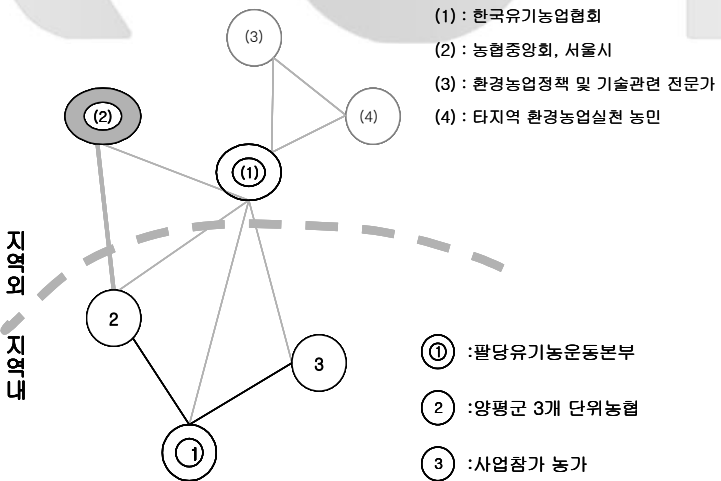 (1) : 한국유기농업협회
(3)
(2) : 농협중앙회, 서울시
(3) : 환경농업정책 및 기술관련 전문가
(2)
(4)
(4) : 타지역 환경농업실천 농민
(1)
지역외
2
지역내
3
① :팔당유기농운동본부
2 :양평군 3개 단위농협
1
3 :사업참가 농가